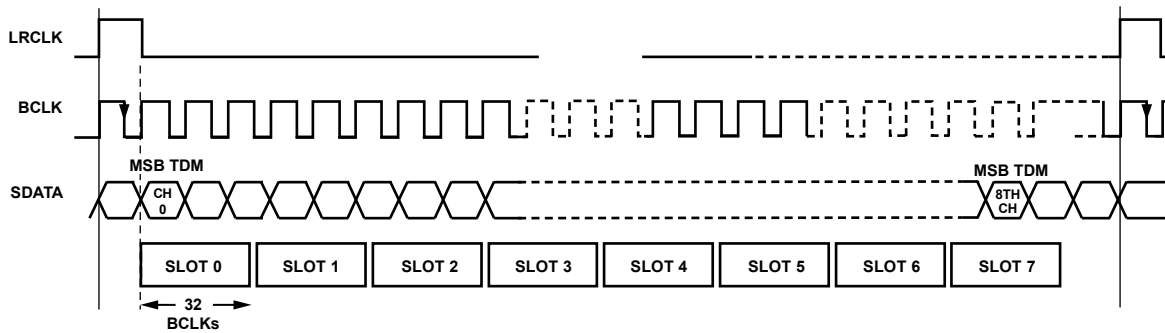 LRCLK
BCLK
MSB TDM
MSB TDM
SDATA
CH
0
8TH
CH
SLOT 0
SLOT 1
SLOT 2
SLOT 3
SLOT 4
SLOT 5
SLOT 6
SLOT 7
32
BCLKs